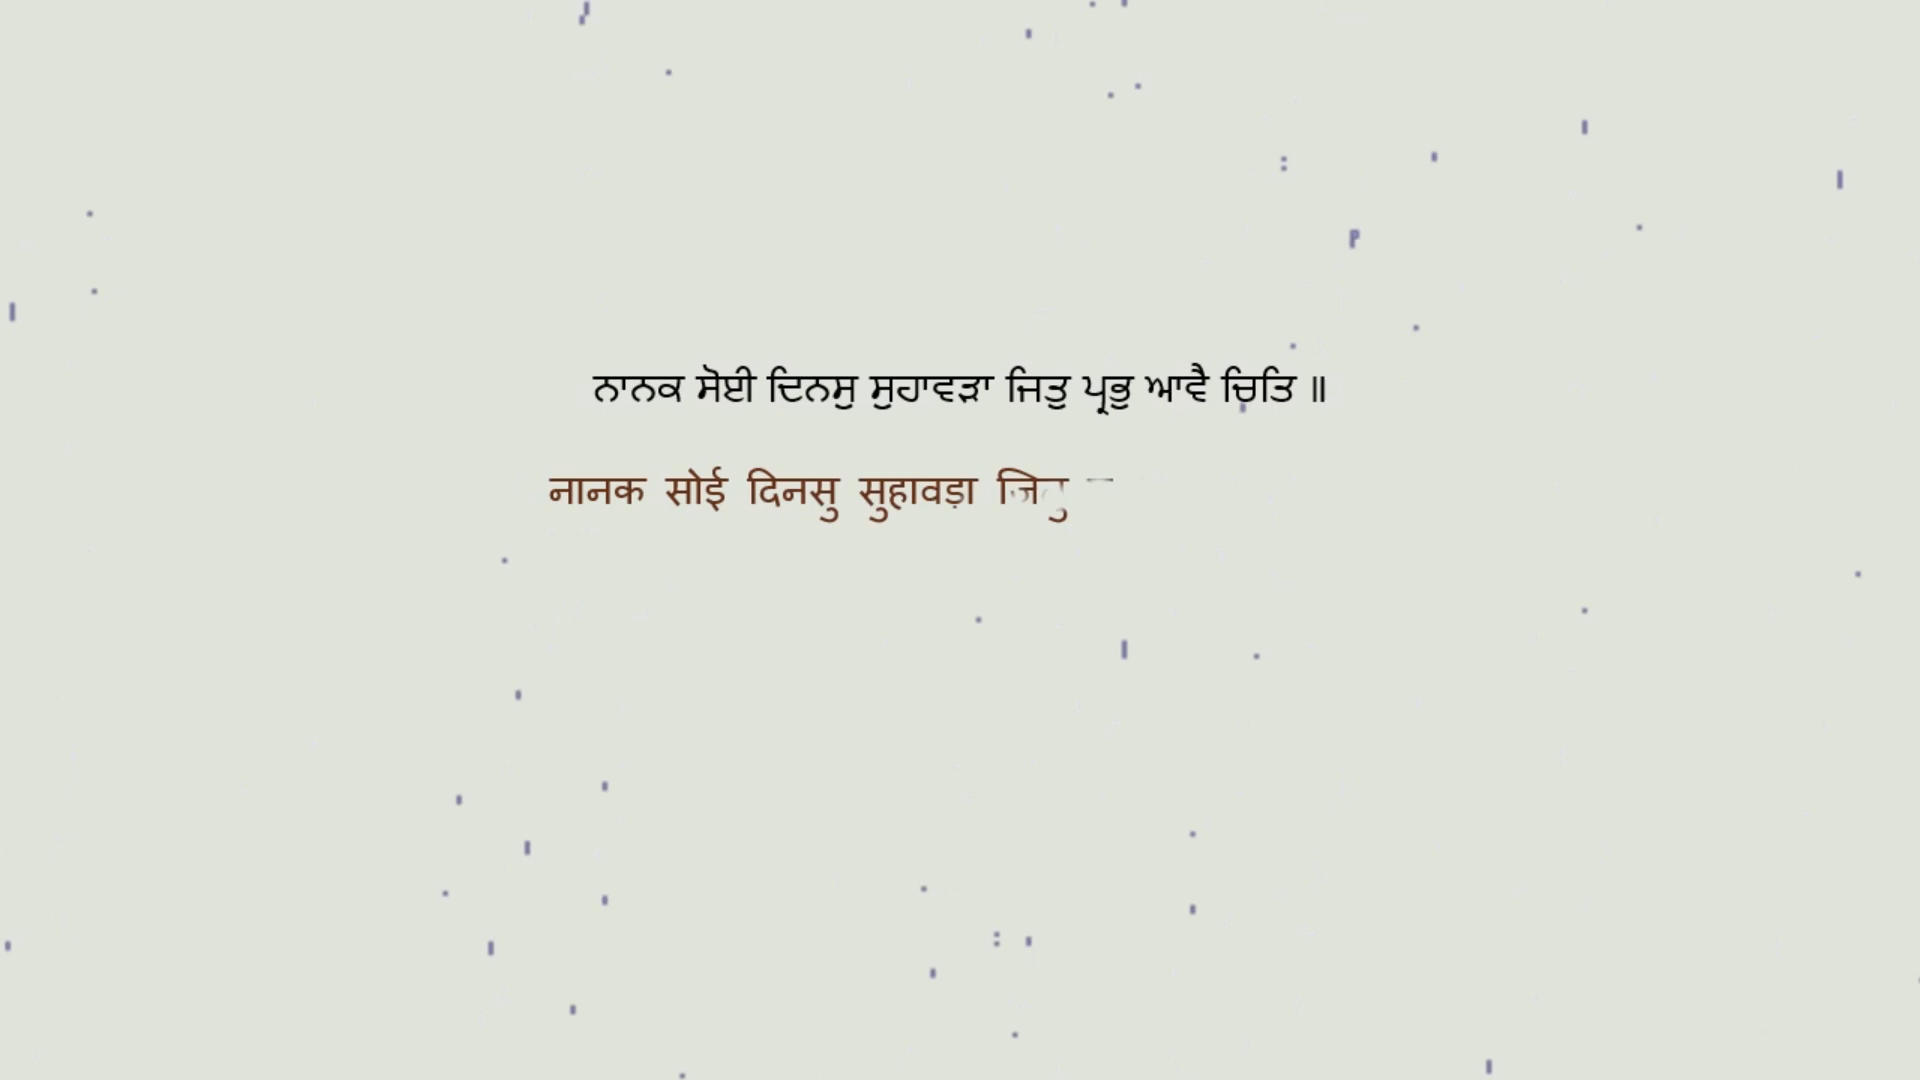 ਨਾਨਕ ਸੋਈ ਦਿਨਸੁ ਸੁਹਾਵੜਾ ਜਿਤੁ ਪ੍ਰਭੁ ਆਵੈ ਚਿਤਿ ॥
नानक सोई दिनसु सुहावड़ा